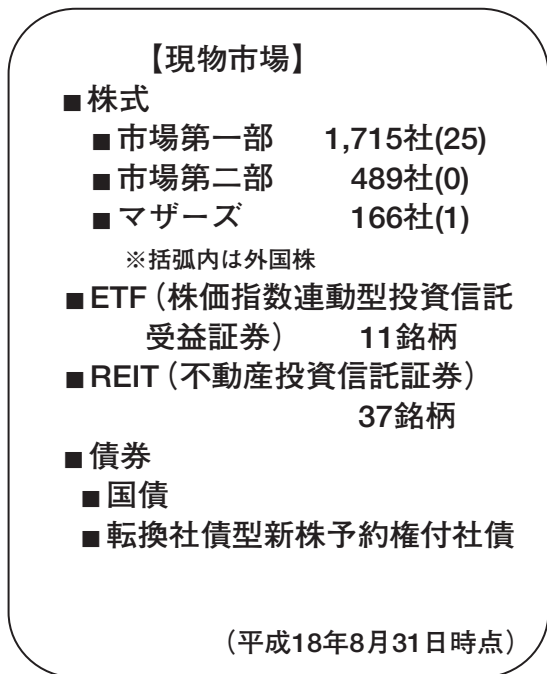 【現物市場】
■株式
■市場第一部 1,715社(25)
■市場第二部 489社(0)
■マザーズ 166社(1)
※括弧内は外国株
■ETF(株価指数連動型投資信託
受益証券) 11銘柄
■REIT(不動産投資信託証券)
37銘柄
■債券
■国債
■転換社債型新株予約権付社債
(平成18年8月31日時点)